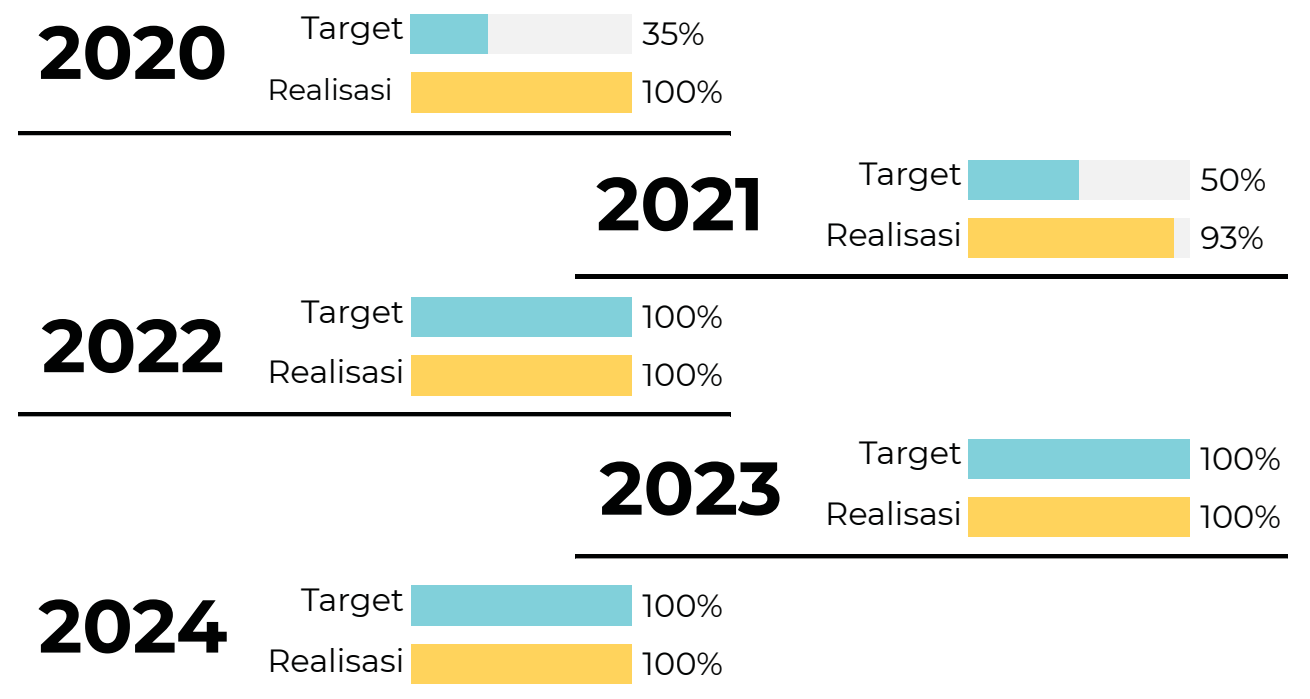 2020
Target 35%
Realisasi 100%
2021
Target 50%
Realisasi 93%
2022
Target 100%
Realisasi 100%
2023
Target 100%
Realisasi 100%
2024
Target 100%
Realisasi 100%